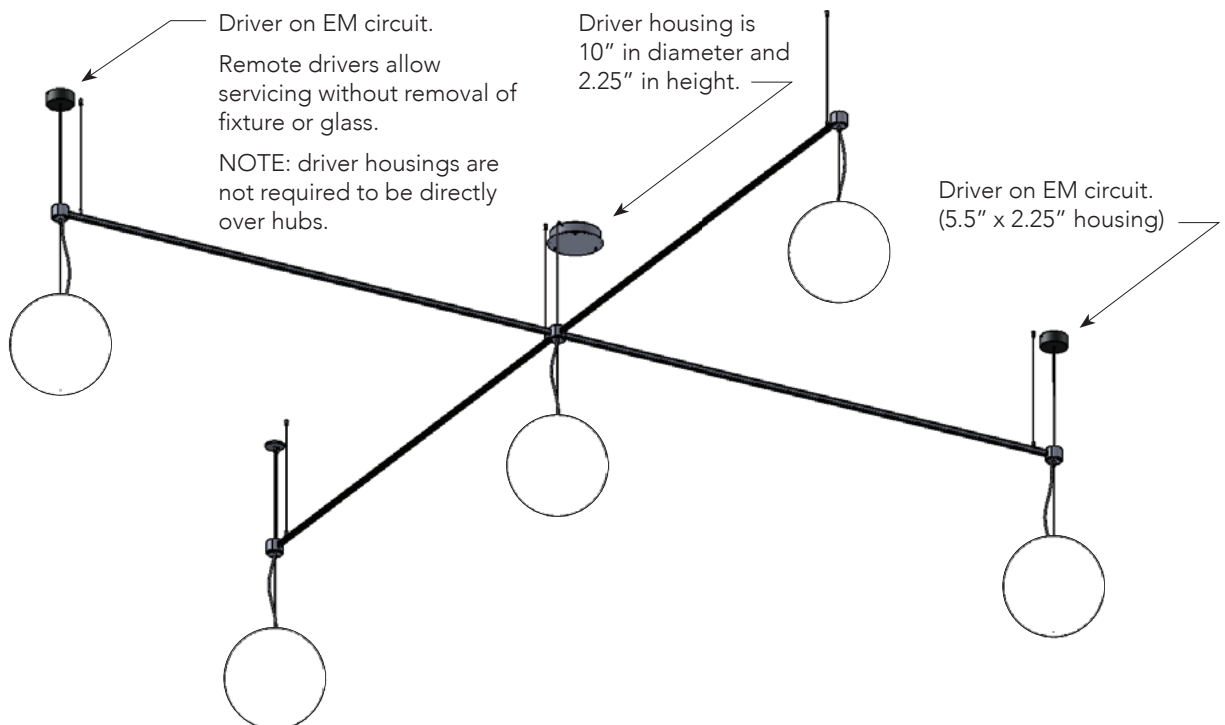 Driver on EM circuit.
Remote drivers allow
servicing without removal of
fixture or glass.
NOTE: driver housings are
not required to be directly
over hubs.
Driver housing is
10” in diameter and
2.25” in height.
Driver on EM circuit.
(5.5” x 2.25” housing)